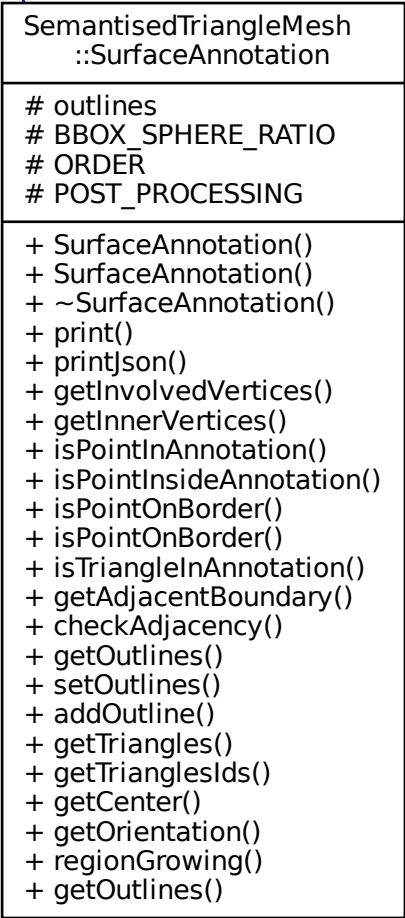 SemantisedTriangleMesh
::SurfaceAnnotation
# outlines
# BBOX_SPHERE_RATIO
# ORDER
# POST_PROCESSING
+ SurfaceAnnotation()
+ SurfaceAnnotation()
+ ~SurfaceAnnotation()
+ print()
+ printJson()
+ getInvolvedVertices()
+ getInnerVertices()
+ isPointInAnnotation()
+ isPointInsideAnnotation()
+ isPointOnBorder()
+ isPointOnBorder()
+ isTriangleInAnnotation()
+ getAdjacentBoundary()
+ checkAdjacency()
+ getOutlines()
+ setOutlines()
+ addOutline()
+ getTriangles()
+ getTrianglesIds()
+ getCenter()
+ getOrientation()
+ regionGrowing()
+ getOutlines()